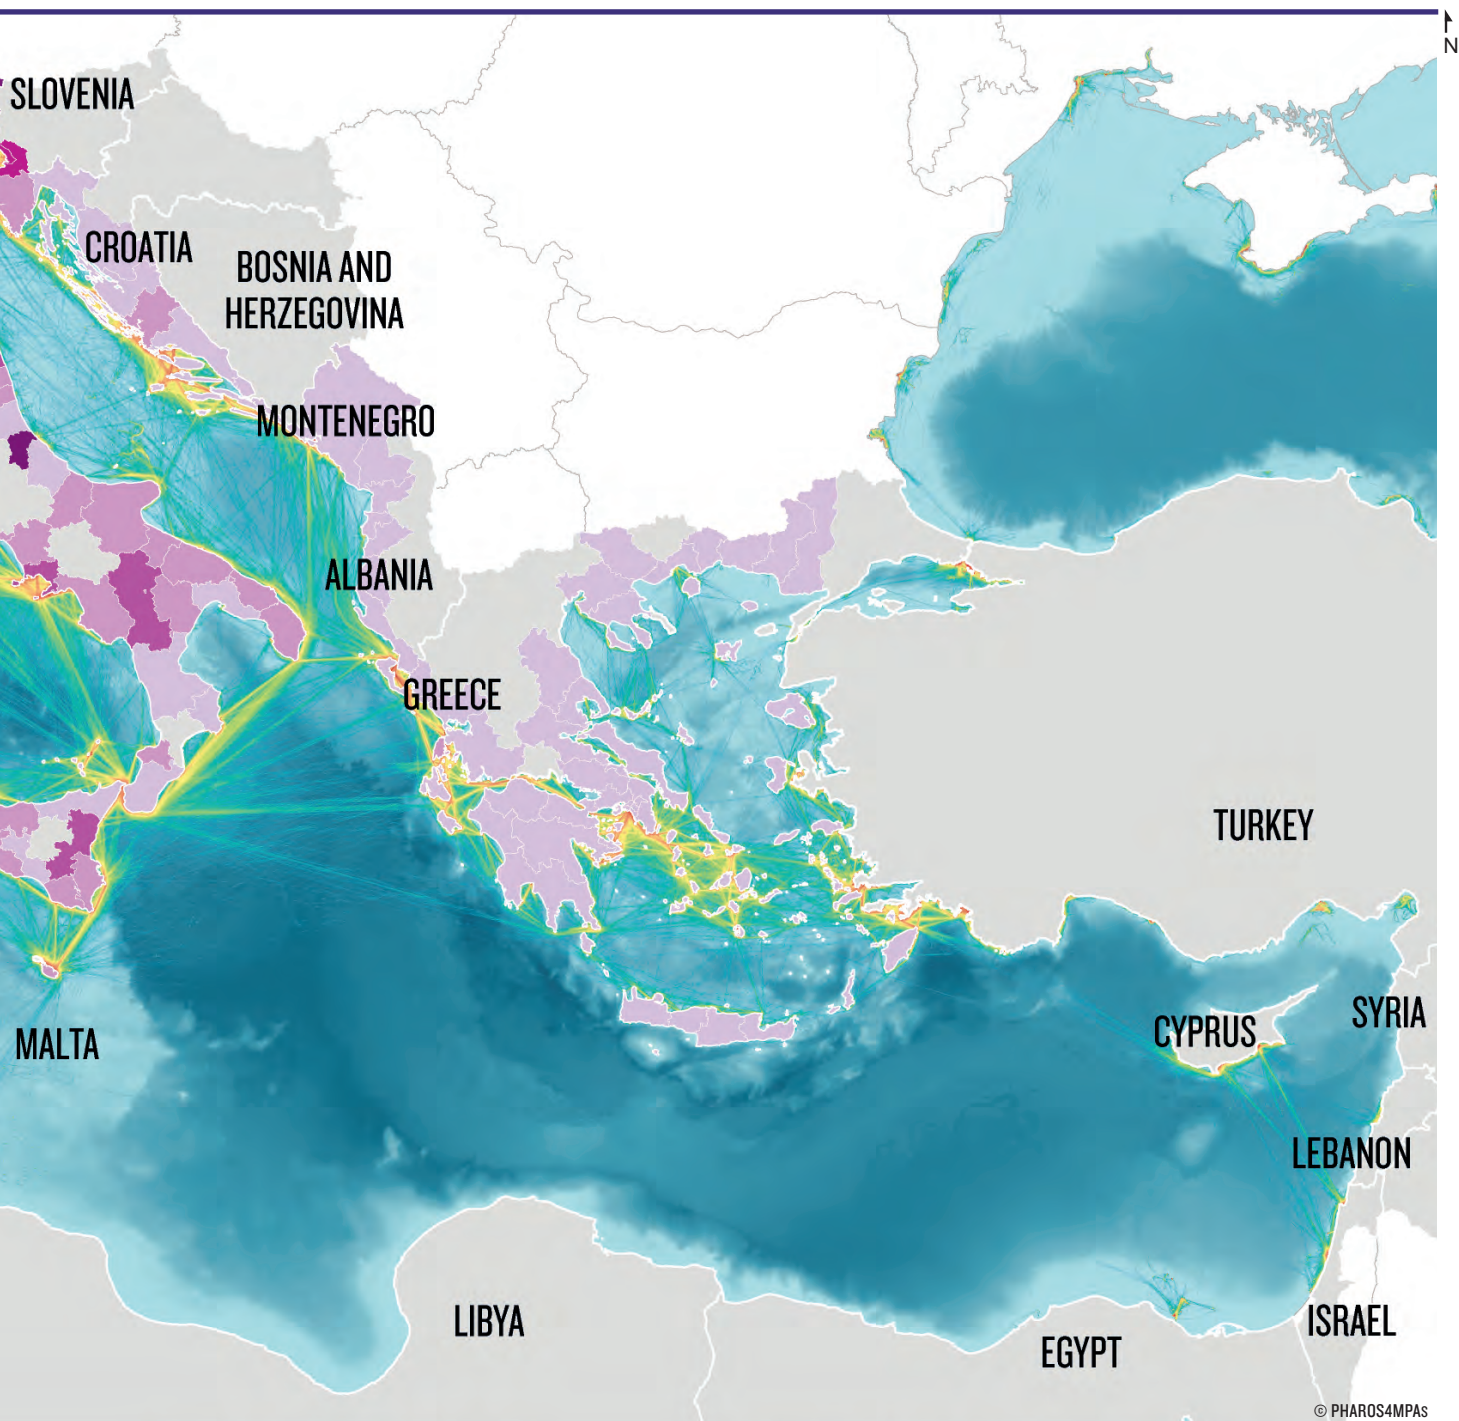 N
SLOVENIA
CROATIA
BOSNIA AND
HERZEGOVINA
MONTENEGRO
ALBANIA
GREECE
TURKEY
MALTA
CYPRUS
SYRIA
LEBANON
LIBYA
ISRAEL
EGYPT
© PHAROS4MPAs